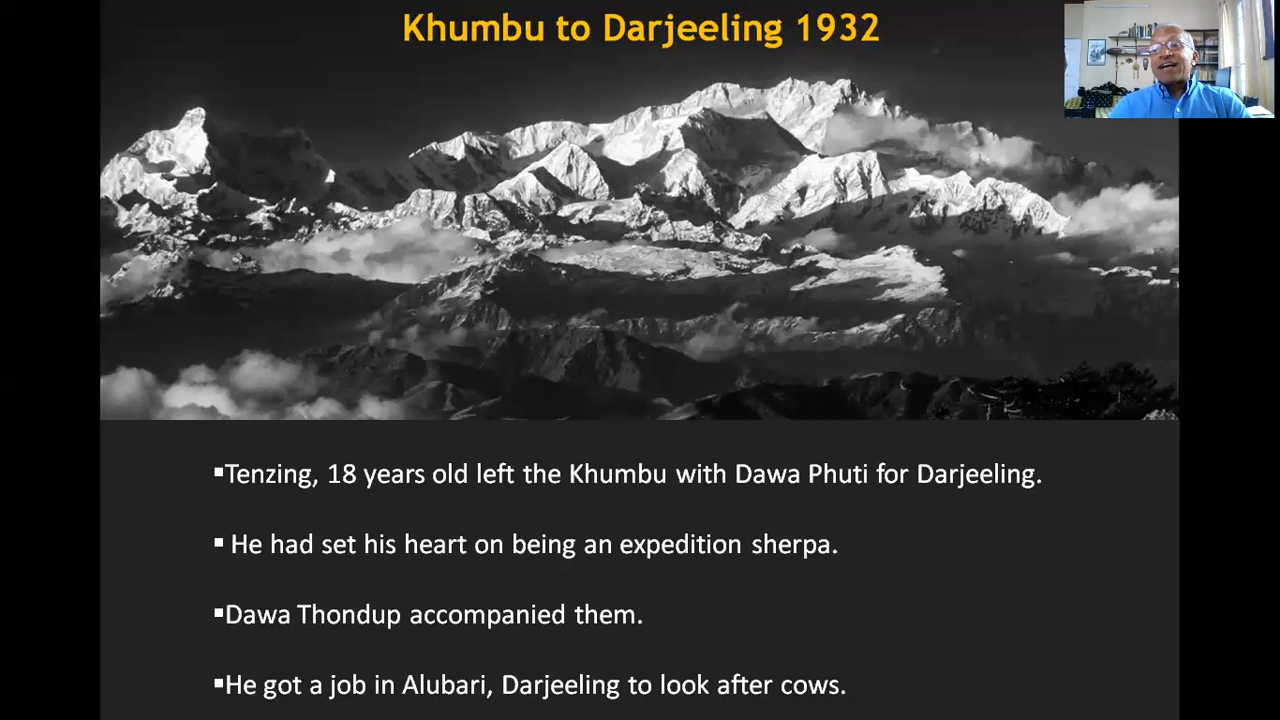 Khumbu to Darjeeling 1932
▪Tenzing, 18 years old left the Khumbu with Dawa Phuti for Darjeeling.
▪ He had set his heart on being an expedition sherpa.
▪Dawa Thondup accompanied them.
▪He got a job in Alubari, Darjeeling to look after cows.